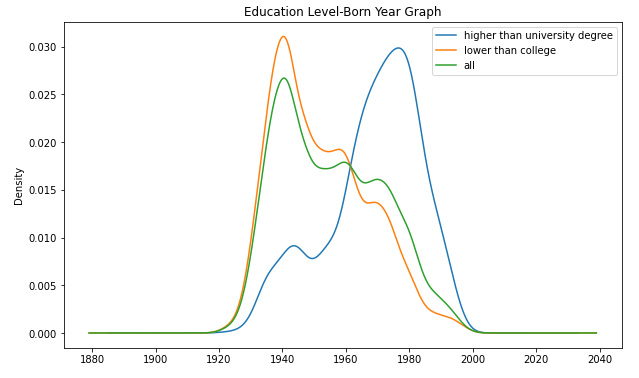 Education Level-Born Year Graph
higher than university degree
lower than college
all
Density
0.030
0.025
0.020
0.015
0.010
0.005
0.000
1880 1900 1920 1940 1960 1980 2000 2020 2040